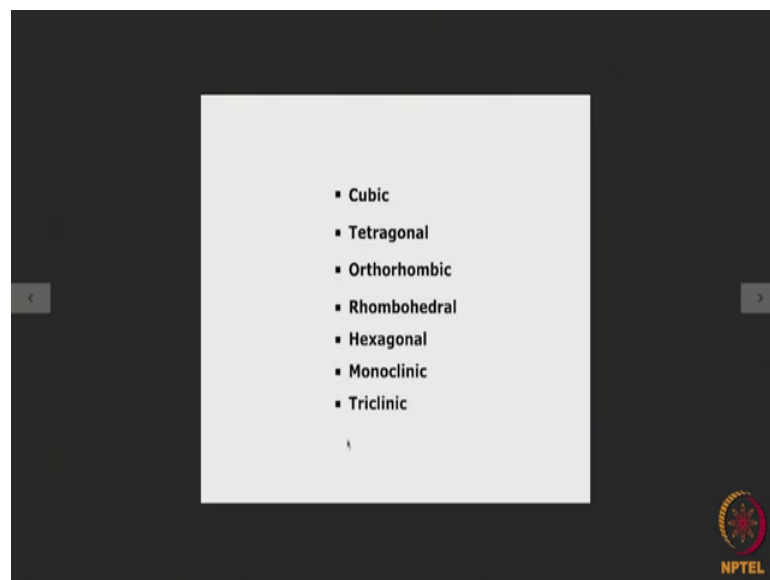 ▪ Cubic
▪ Tetragonal
▪ Orthorhombic
▪ Rhombohedral
▪ Hexagonal
▪ Monoclinic
▪ Triclinic
NPTEL